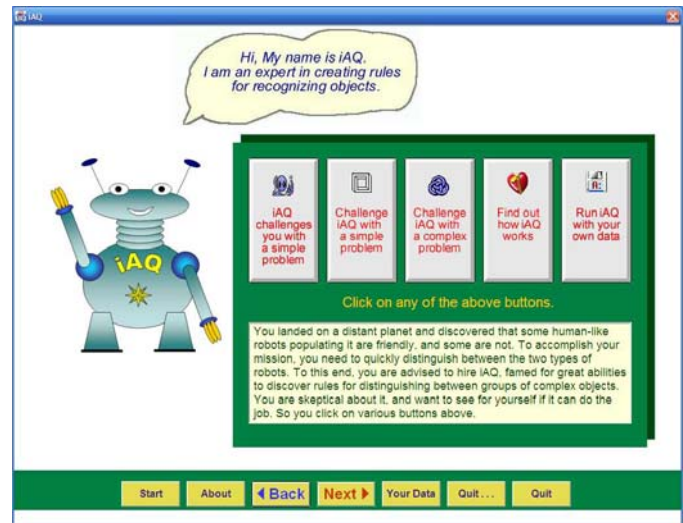 iAQ
Hi, My name is iAQ.
I am an expert in creating rules
for recognizing objects.
iAQ
iAQ
challenges
you with
a simple
problem
Challenge
iAQ with
a simple
problem
Challenge
iAQ with
a complex
problem
Find out
how iAQ
works
Run iAQ
with your
own data
Click on any of the above buttons.
You landed on a distant planet and discovered that some human-like
robots populating it are friendly, and some are not. To accomplish your
mission, you need to quickly distinguish between the two types of
robots. To this end, you are advised to hire iAQ, famed for great abilities
to discover rules for distinguishing between groups of complex objects.
You are skeptical about it, and want to see for yourself if it can do the
job. So you click on various buttons above.
Start
About
Back
Next
Your Data
Quit . . .
Quit